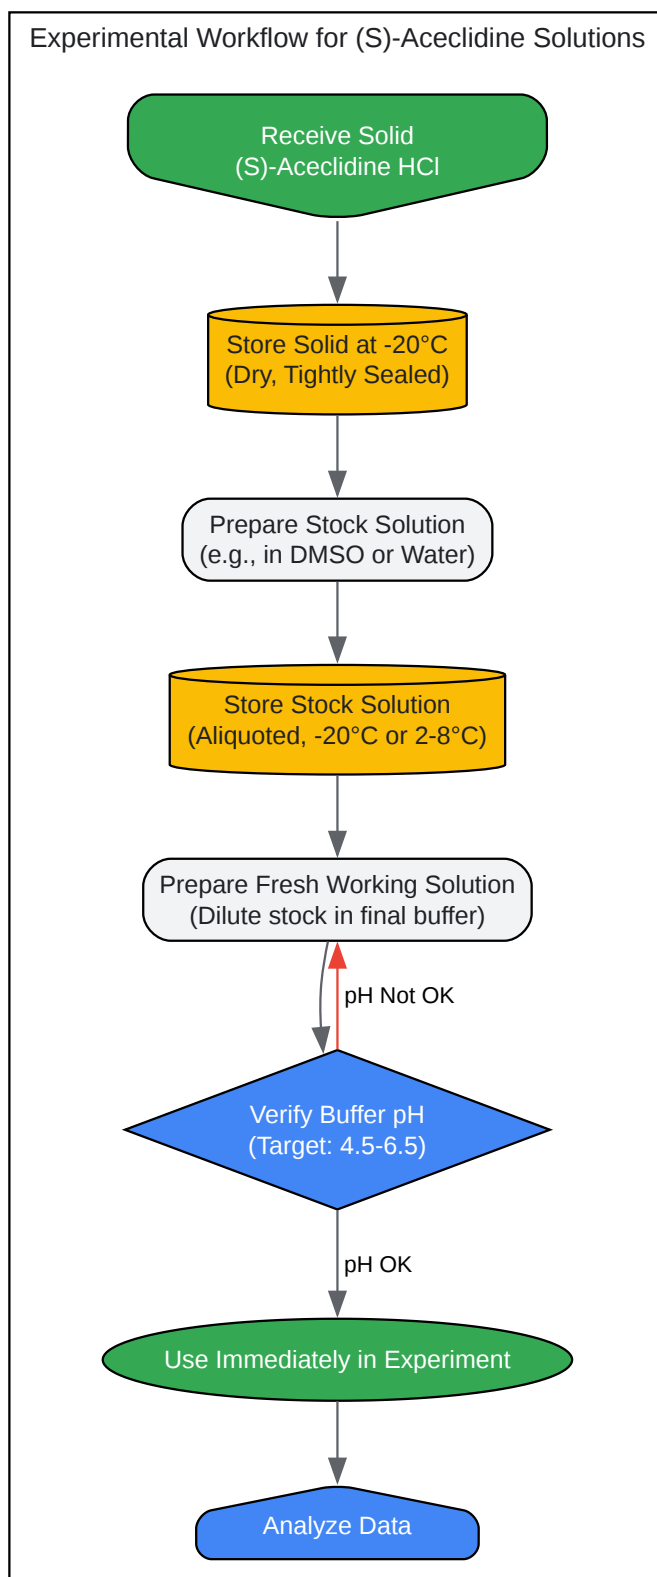 Experimental Workflow for (S)-Aceclidine Solutions
Receive Solid
(S)-Aceclidine HCl
Store Solid at -20°C
(Dry, Tightly Sealed)
Prepare Stock Solution
(e.g., in DMSO or Water)
Store Stock Solution
(Aliquoted, -20°C or 2-8°C)
Prepare Fresh Working Solution
(Dilute stock in final buffer)
pH Not OK
Verify Buffer pH
(Target: 4.5-6.5)
pH OK
Use Immediately in Experiment
Analyze Data